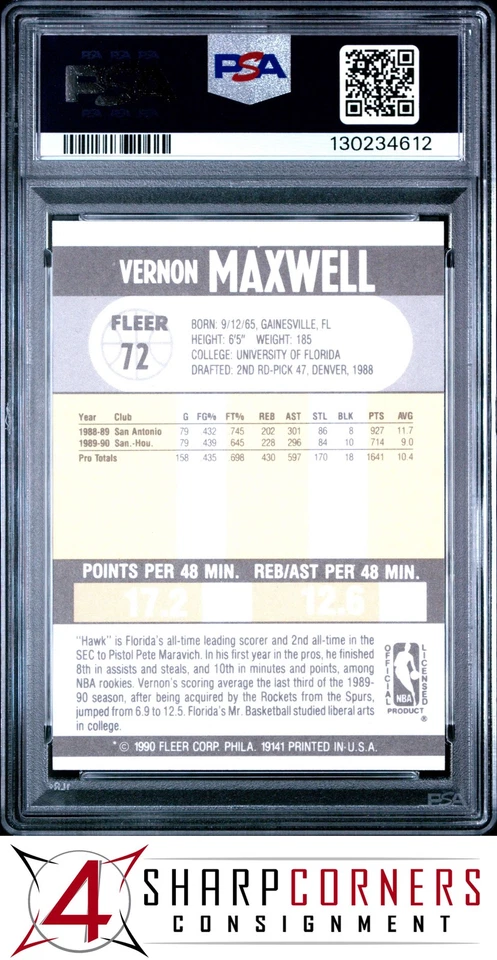 PSA
PSA
130234612
VERNON MAXWELL
FLEER
72
BORN: 9/12/65, GAINESVILLE, FL
HEIGHT: 6'5" WEIGHT: 185
COLLEGE: UNIVERSITY OF FLORIDA
DRAFTED: 2ND RD-PICK 47, DENVER, 1988
Year Club G FG% FT% REB AST STL BLK PTS AVG
1988-89 San Antonio 79 432 745 202 301 86 8 927 11.7
1989-90 San.-Hou. 79 439 645 228 296 84 10 714 9.0
Pro Totals 158 435 698 430 597 170 18 1641 10.4
POINTS PER 48 MIN. REB/AST PER 48 MIN.
17.2 12.6
"Hawk" is Florida's all-time leading scorer and 2nd all-time in the
SEC to Pistol Pete Maravich. In his first year in the pros, he finished
8th in assists and steals, and 10th in minutes and points, among
NBA rookies. Vernon's scoring average the last third of the 1989-
90 season, after being acquired by the Rockets from the Spurs,
jumped from 6.9 to 12.5. Florida's Mr. Basketball studied liberal arts
in college.
OFFICIAL LICENSED
NBA
PRODUCT ®
* © 1990 FLEER CORP. PHILA. 19141 PRINTED IN U.S.A.
PSA
4 SHARPCORNERS
CONSIGNMENT